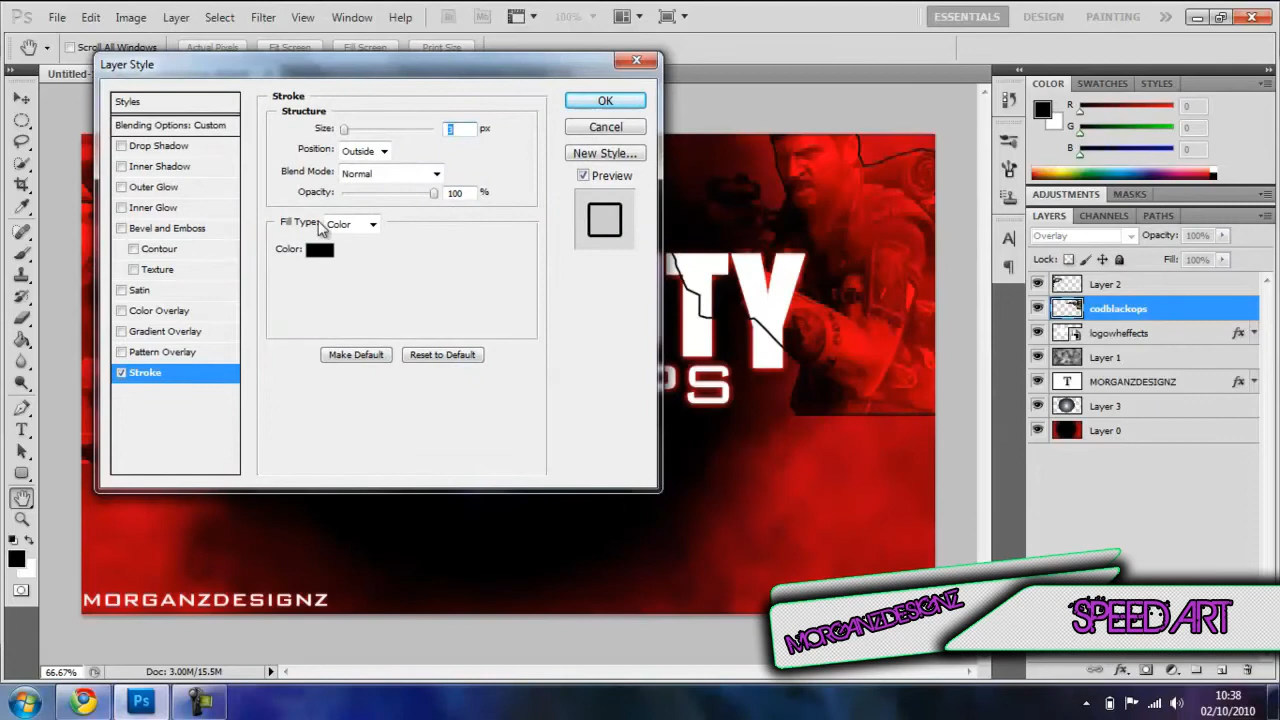 Ps File Edit Image Layer Select Filter View Window Help Br Mb 100% ESSENTIALS DESIGN PAINTING
Scroll All Windows Actual Pixels Fit Screen Fill Screen Print Size
Untitled-
Layer Style
Styles
Blending Options: Custom
Drop Shadow
Inner Shadow
Outer Glow
Inner Glow
Bevel and Emboss
Contour
Texture
Satin
Color Overlay
Gradient Overlay
Pattern Overlay
Stroke
Stroke
Structure
Size: 3 px
Position: Outside
Blend Mode: Normal
Opacity: 100 %
Fill Type: Color
Color:
Make Default Reset to Default
OK
Cancel
New Style...
Preview
TY
PS
MORGANZDESIGNZ
COLOR SWATCHES STYLES
R 0
G 0
B 0
ADJUSTMENTS MASKS
LAYERS CHANNELS PATHS
Overlay Opacity: 100%
Lock: Fill: 100%
Layer 2
codblackops
logowheffects fx
Layer 1
T MORGANZDESIGNZ fx
Layer 3
Layer 0
MORGANZDESIGNZ
SPEED ART
66.67% Doc: 3.00M/15.5M
Ps
10:38
02/10/2010